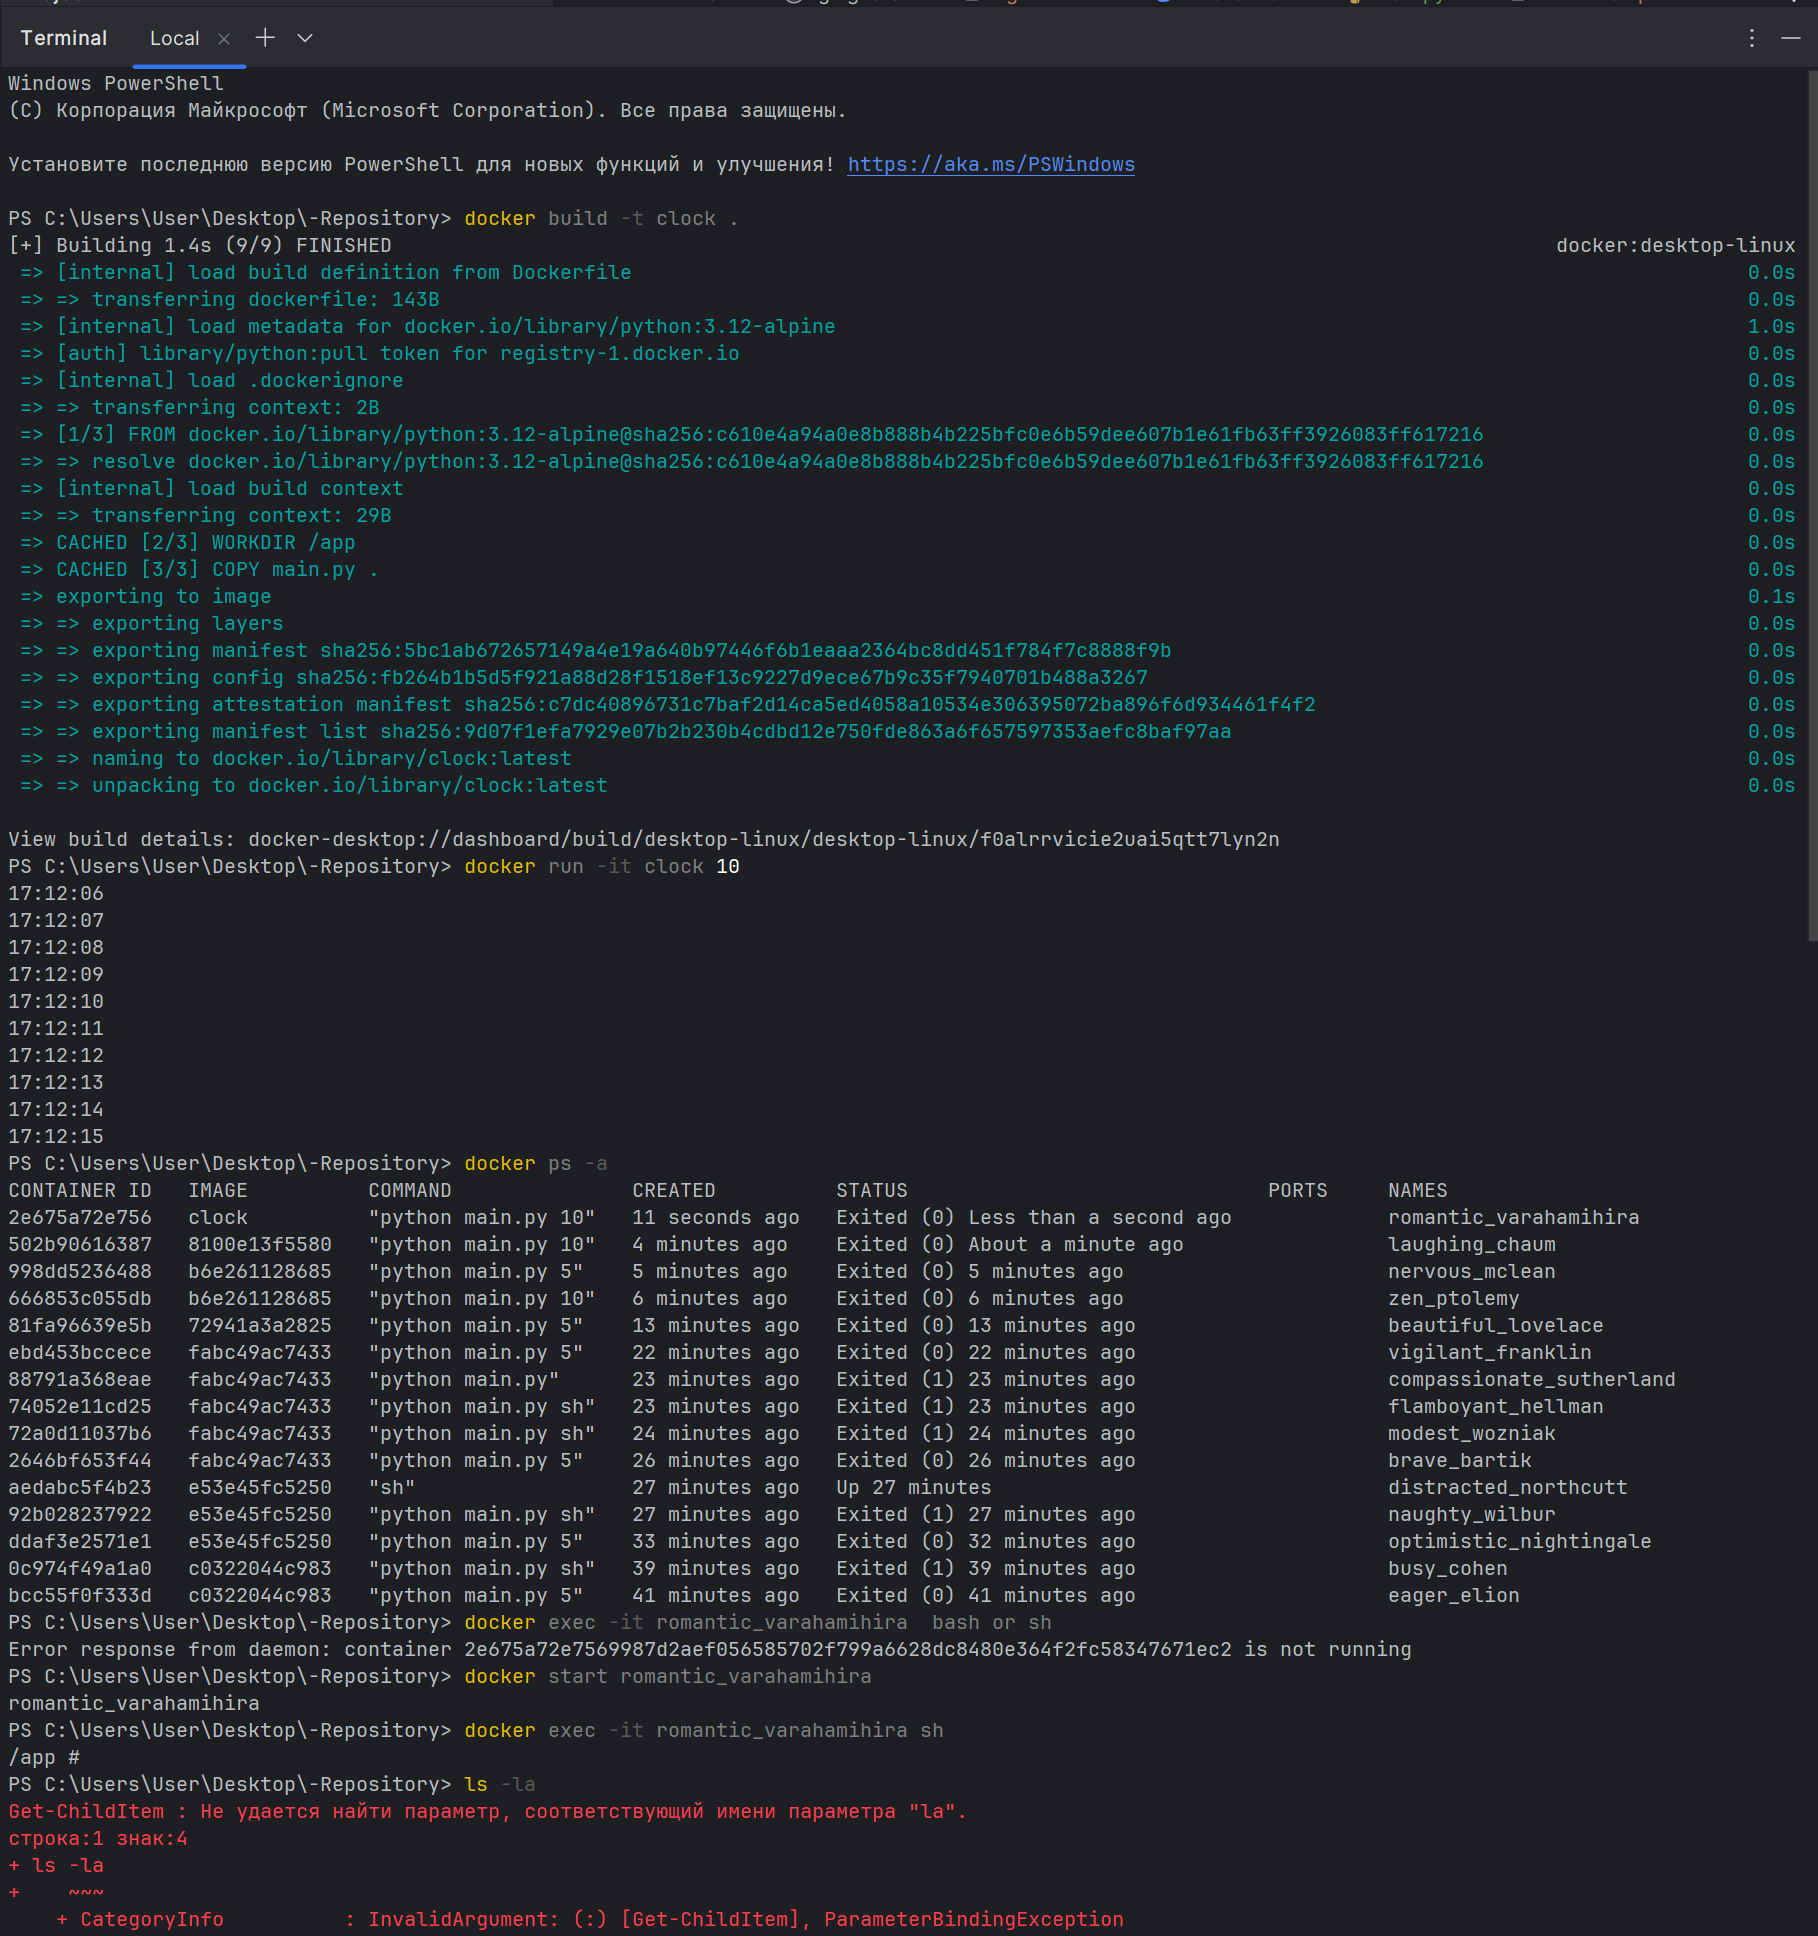 Terminal Local
Windows PowerShell
(C) Корпорация Майкрософт (Microsoft Corporation). Все права защищены.
Установите последнюю версию PowerShell для новых функций и улучшения! https://aka.ms/PSWindows
PS C:\Users\User\Desktop\-Repository> docker build -t clock .
[+] Building 1.4s (9/9) FINISHED docker:desktop-linux
=> [internal] load build definition from Dockerfile 0.0s
=> => transferring dockerfile: 143B 0.0s
=> [internal] load metadata for docker.io/library/python:3.12-alpine 1.0s
=> [auth] library/python:pull token for registry-1.docker.io 0.0s
=> [internal] load .dockerignore 0.0s
=> => transferring context: 2B 0.0s
=> [1/3] FROM docker.io/library/python:3.12-alpine@sha256:c610e4a94a0e8b888b4b225bfc0e6b59dee607b1e61fb63ff3926083ff617216 0.0s
=> => resolve docker.io/library/python:3.12-alpine@sha256:c610e4a94a0e8b888b4b225bfc0e6b59dee607b1e61fb63ff3926083ff617216 0.0s
=> [internal] load build context 0.0s
=> => transferring context: 29B 0.0s
=> CACHED [2/3] WORKDIR /app 0.0s
=> CACHED [3/3] COPY main.py . 0.0s
=> exporting to image 0.1s
=> => exporting layers 0.0s
=> => exporting manifest sha256:5bc1ab672657149a4e19a640b97446f6b1eaaa2364bc8dd451f784f7c8888f9b 0.0s
=> => exporting config sha256:fb264b1b5d5f921a88d28f1518ef13c9227d9ece67b9c35f7940701b488a3267 0.0s
=> => exporting attestation manifest sha256:c7dc40896731c7baf2d14ca5ed4058a10534e306395072ba896f6d934461f4f2 0.0s
=> => exporting manifest list sha256:9d07f1efa7929e07b2b230b4cdbd12e750fde863a6f657597353aefc8baf97aa 0.0s
=> => naming to docker.io/library/clock:latest 0.0s
=> => unpacking to docker.io/library/clock:latest 0.0s
View build details: docker-desktop://dashboard/build/desktop-linux/desktop-linux/f0alrrvicie2uai5qtt7lyn2n
PS C:\Users\User\Desktop\-Repository> docker run -it clock 10
17:12:06
17:12:07
17:12:08
17:12:09
17:12:10
17:12:11
17:12:12
17:12:13
17:12:14
17:12:15
PS C:\Users\User\Desktop\-Repository> docker ps -a
CONTAINER ID IMAGE COMMAND CREATED STATUS PORTS NAMES
2e675a72e756 clock "python main.py 10" 11 seconds ago Exited (0) Less than a second ago romantic_varahamihira
502b90616387 8100e13f5580 "python main.py 10" 4 minutes ago Exited (0) About a minute ago laughing_chaum
998dd5236488 b6e261128685 "python main.py 5" 5 minutes ago Exited (0) 5 minutes ago nervous_mclean
666853c055db b6e261128685 "python main.py 10" 6 minutes ago Exited (0) 6 minutes ago zen_ptolemy
81fa96639e5b 72941a3a2825 "python main.py 5" 13 minutes ago Exited (0) 13 minutes ago beautiful_lovelace
ebd453bccece fabc49ac7433 "python main.py 5" 22 minutes ago Exited (0) 22 minutes ago vigilant_franklin
88791a368eae fabc49ac7433 "python main.py" 23 minutes ago Exited (1) 23 minutes ago compassionate_sutherland
74052e11cd25 fabc49ac7433 "python main.py sh" 23 minutes ago Exited (1) 23 minutes ago flamboyant_hellman
72a0d11037b6 fabc49ac7433 "python main.py sh" 24 minutes ago Exited (1) 24 minutes ago modest_wozniak
2646bf653f44 fabc49ac7433 "python main.py 5" 26 minutes ago Exited (0) 26 minutes ago brave_bartik
aedabc5f4b23 e53e45fc5250 "sh" 27 minutes ago Up 27 minutes distracted_northcutt
92b028237922 e53e45fc5250 "python main.py sh" 27 minutes ago Exited (1) 27 minutes ago naughty_wilbur
ddaf3e2571e1 e53e45fc5250 "python main.py 5" 33 minutes ago Exited (0) 32 minutes ago optimistic_nightingale
0c974f49a1a0 c0322044c983 "python main.py sh" 39 minutes ago Exited (1) 39 minutes ago busy_cohen
bcc55f0f333d c0322044c983 "python main.py 5" 41 minutes ago Exited (0) 41 minutes ago eager_elion
PS C:\Users\User\Desktop\-Repository> docker exec -it romantic_varahamihira  bash or sh
Error response from daemon: container 2e675a72e7569987d2aef056585702f799a6628dc8480e364f2fc58347671ec2 is not running
PS C:\Users\User\Desktop\-Repository> docker start romantic_varahamihira
romantic_varahamihira
PS C:\Users\User\Desktop\-Repository> docker exec -it romantic_varahamihira sh
/app #
PS C:\Users\User\Desktop\-Repository> ls -la
Get-ChildItem : Не удается найти параметр, соответствующий имени параметра "la".
строка:1 знак:4
+ ls -la
+ ~~~
+ CategoryInfo : InvalidArgument: (:) [Get-ChildItem], ParameterBindingException